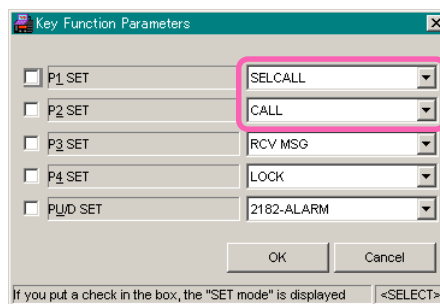 Key Function Parameters
P1 SET SELCALL
P2 SET CALL
P3 SET RCV MSG
P4 SET LOCK
PU/D SET 2182-ALARM
OK Cancel
If you put a check in the box, the "SET mode" is displayed <SELECT>